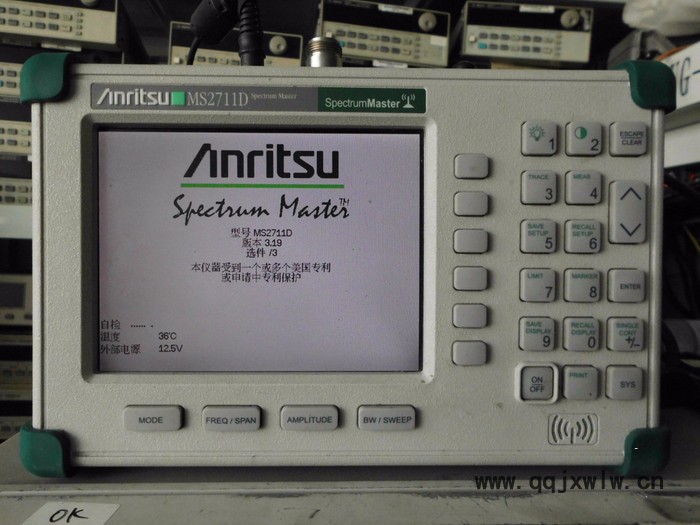 Anritsu MS2711D Spectrum Master
SpectrumMaster
Anritsu
Spectrum Master™
型号 MS2711D
版本 3.19
选件 /3
本仪器受到一个或多个美国专利
或申请中专利保护
自检 ...... .
温度 36℃
外部电源 12.5V
1
2
ESCAPE
CLEAR
TRACE
3
MEAS
4
SAVE
SETUP
5
RECALL
SETUP
6
LIMIT
7
MARKER
8
ENTER
SAVE
DISPLAY
9
RECALL
DISPLAY
0
SINGLE
CONT
+/-
ON
OFF
PRINT
SYS
MODE
FREQ / SPAN
AMPLITUDE
BW / SWEEP
OK
www.qqjxwlw.cn